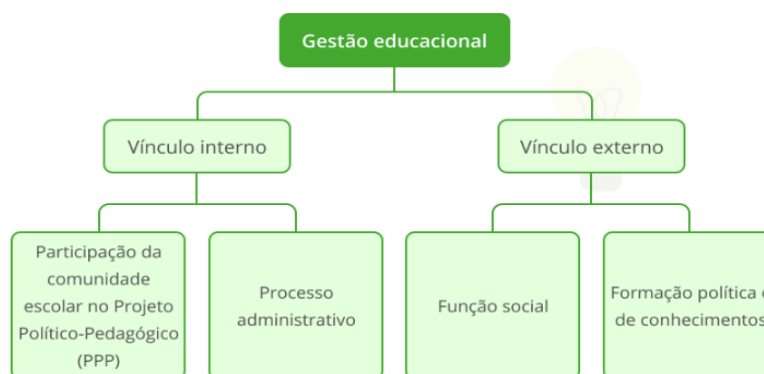 Gestão educacional
Vínculo interno
Vínculo externo
Participação da
comunidade
escolar no Projeto
Político-Pedagógico
(PPP)
Processo
administrativo
Função social
Formação política e
de conhecimentos